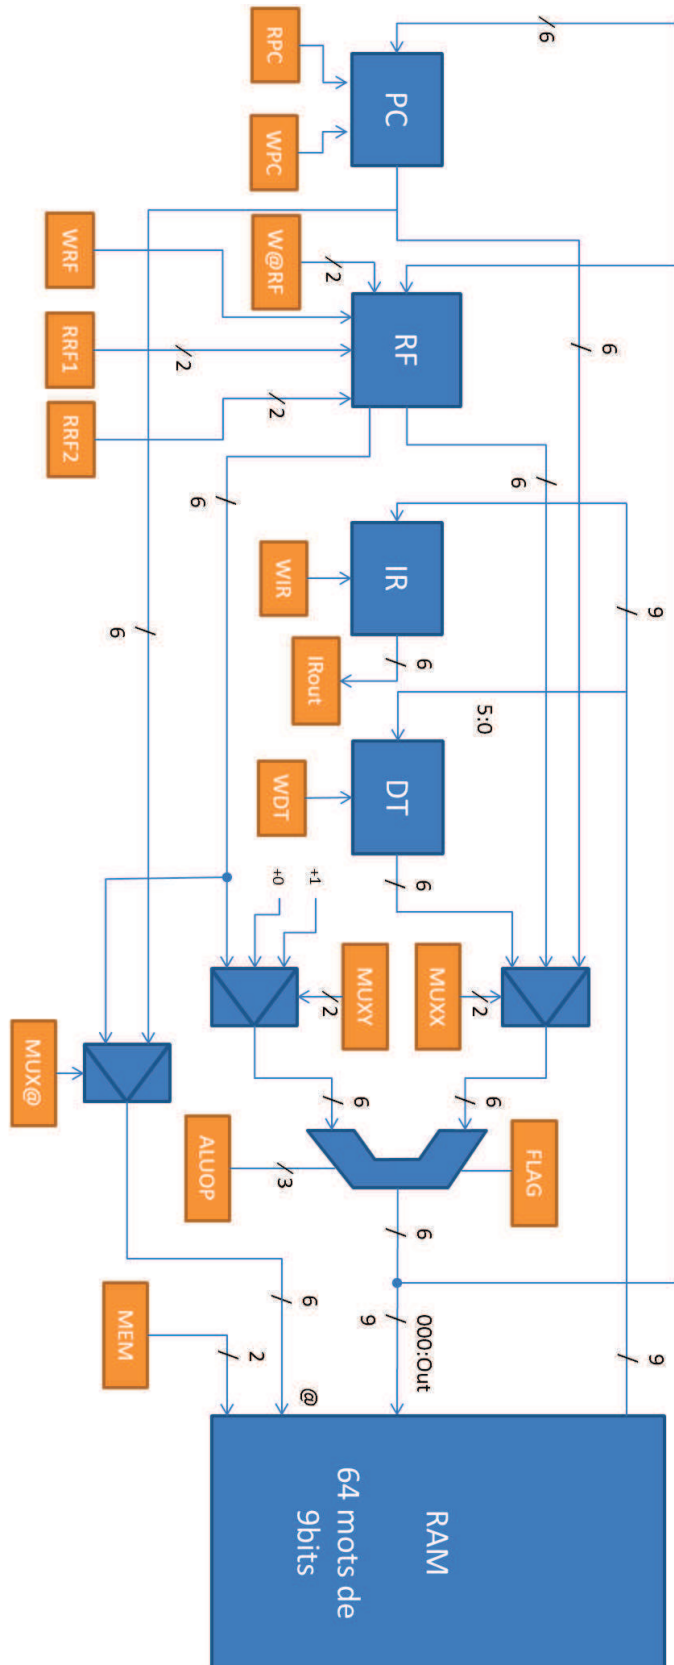 6
RPC
PC
WPC
W@RF
2
WRF
RF
6
RRF1
2
RRF2
2
6
6
IR
WIR
6
IRout
9
6
5:0
DT
WDT
6
+0
+1
MUXY
2
MUXX
2
MUX@
6
6
ALUOP
3
FLAG
6
9
000:Out
6
9
MEM
2
@
RAM
64 mots de
9bits